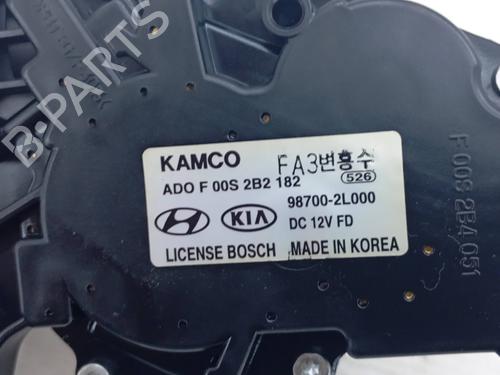 KAMCO FA3변흥수
ADO F 00S 2B2 182 526
98700-2L000
KIA DC 12V FD
LICENSE BOSCH MADE IN KOREA
F 00S 2B4 051
B-PARTS